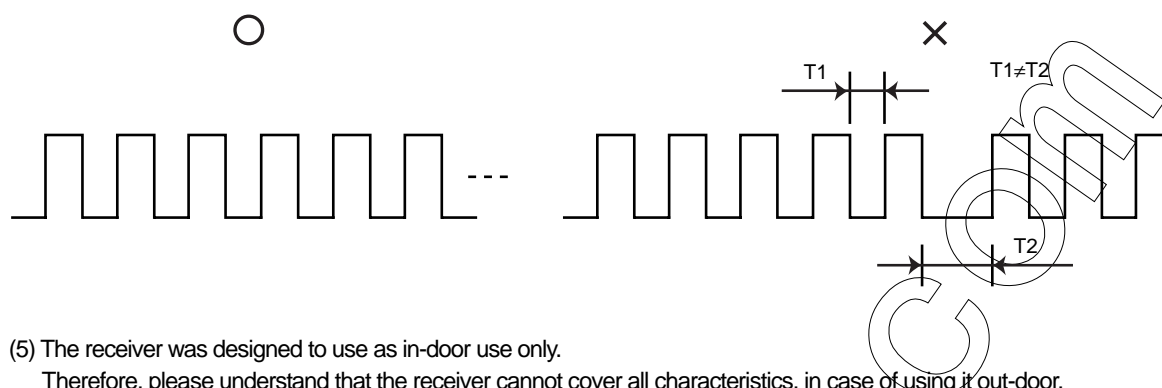 ○ ×
T1 T1≠T2
T2
(5) The receiver was designed to use as in-door use only.
Therefore, please understand that the receiver cannot cover all characteristics, in case of using it out-door.
Com